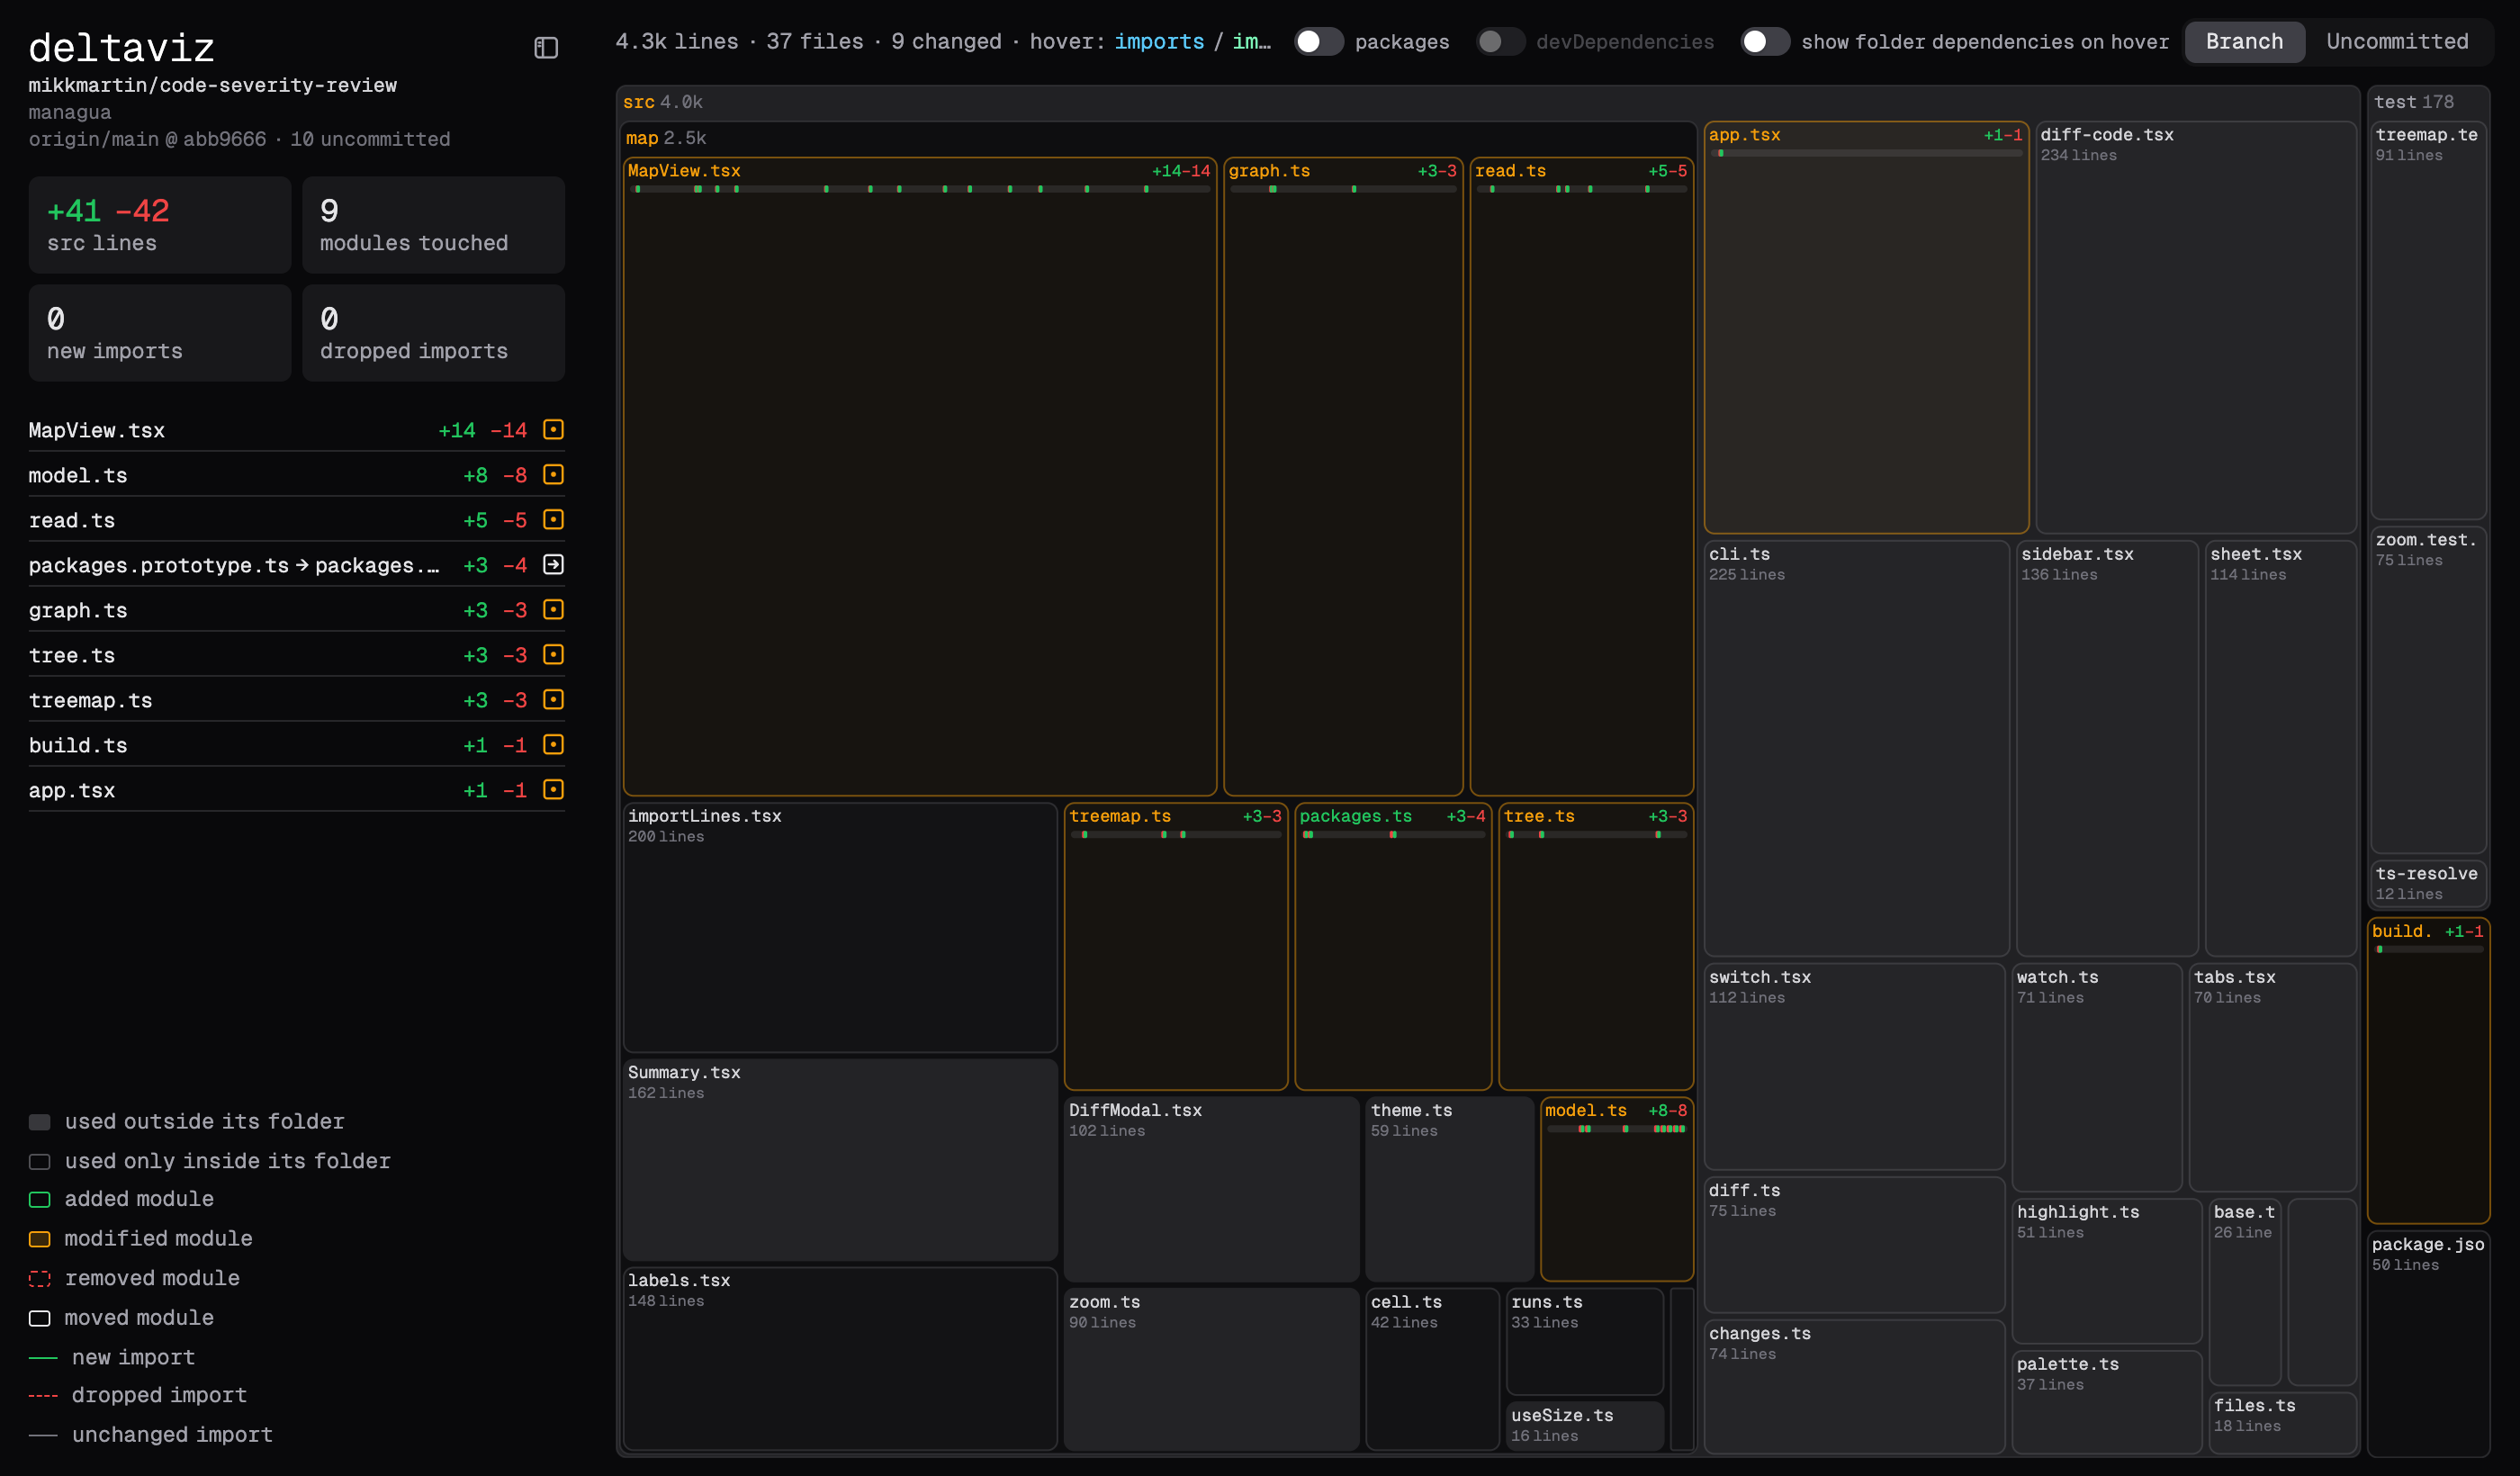 deltaviz
mikkmartin/code-severity-review
managua
origin/main @ abb9666 · 10 uncommitted
+41 −42
src lines
9
modules touched
0
new imports
0
dropped imports
MapView.tsx +14 −14
model.ts +8 −8
read.ts +5 −5
packages.prototype.ts → packages.… +3 −4
graph.ts +3 −3
tree.ts +3 −3
treemap.ts +3 −3
build.ts +1 −1
app.tsx +1 −1
used outside its folder
used only inside its folder
added module
modified module
removed module
moved module
new import
dropped import
unchanged import
4.3k lines · 37 files · 9 changed · hover: imports / im… packages devDependencies show folder dependencies on hover Branch Uncommitted
src 4.0k
map 2.5k
MapView.tsx +14−14
graph.ts +3−3
read.ts +5−5
importLines.tsx
200 lines
treemap.ts +3−3
packages.ts +3−4
tree.ts +3−3
Summary.tsx
162 lines
DiffModal.tsx
102 lines
theme.ts
59 lines
model.ts +8−8
labels.tsx
148 lines
zoom.ts
90 lines
cell.ts
42 lines
runs.ts
33 lines
useSize.ts
16 lines
app.tsx +1−1
diff-code.tsx
234 lines
cli.ts
225 lines
sidebar.tsx
136 lines
sheet.tsx
114 lines
switch.tsx
112 lines
watch.ts
71 lines
tabs.tsx
70 lines
diff.ts
75 lines
highlight.ts
51 lines
base.t
26 line
changes.ts
74 lines
palette.ts
37 lines
files.ts
18 lines
test 178
treemap.te
91 lines
zoom.test.
75 lines
ts-resolve
12 lines
build. +1−1
package.jso
50 lines